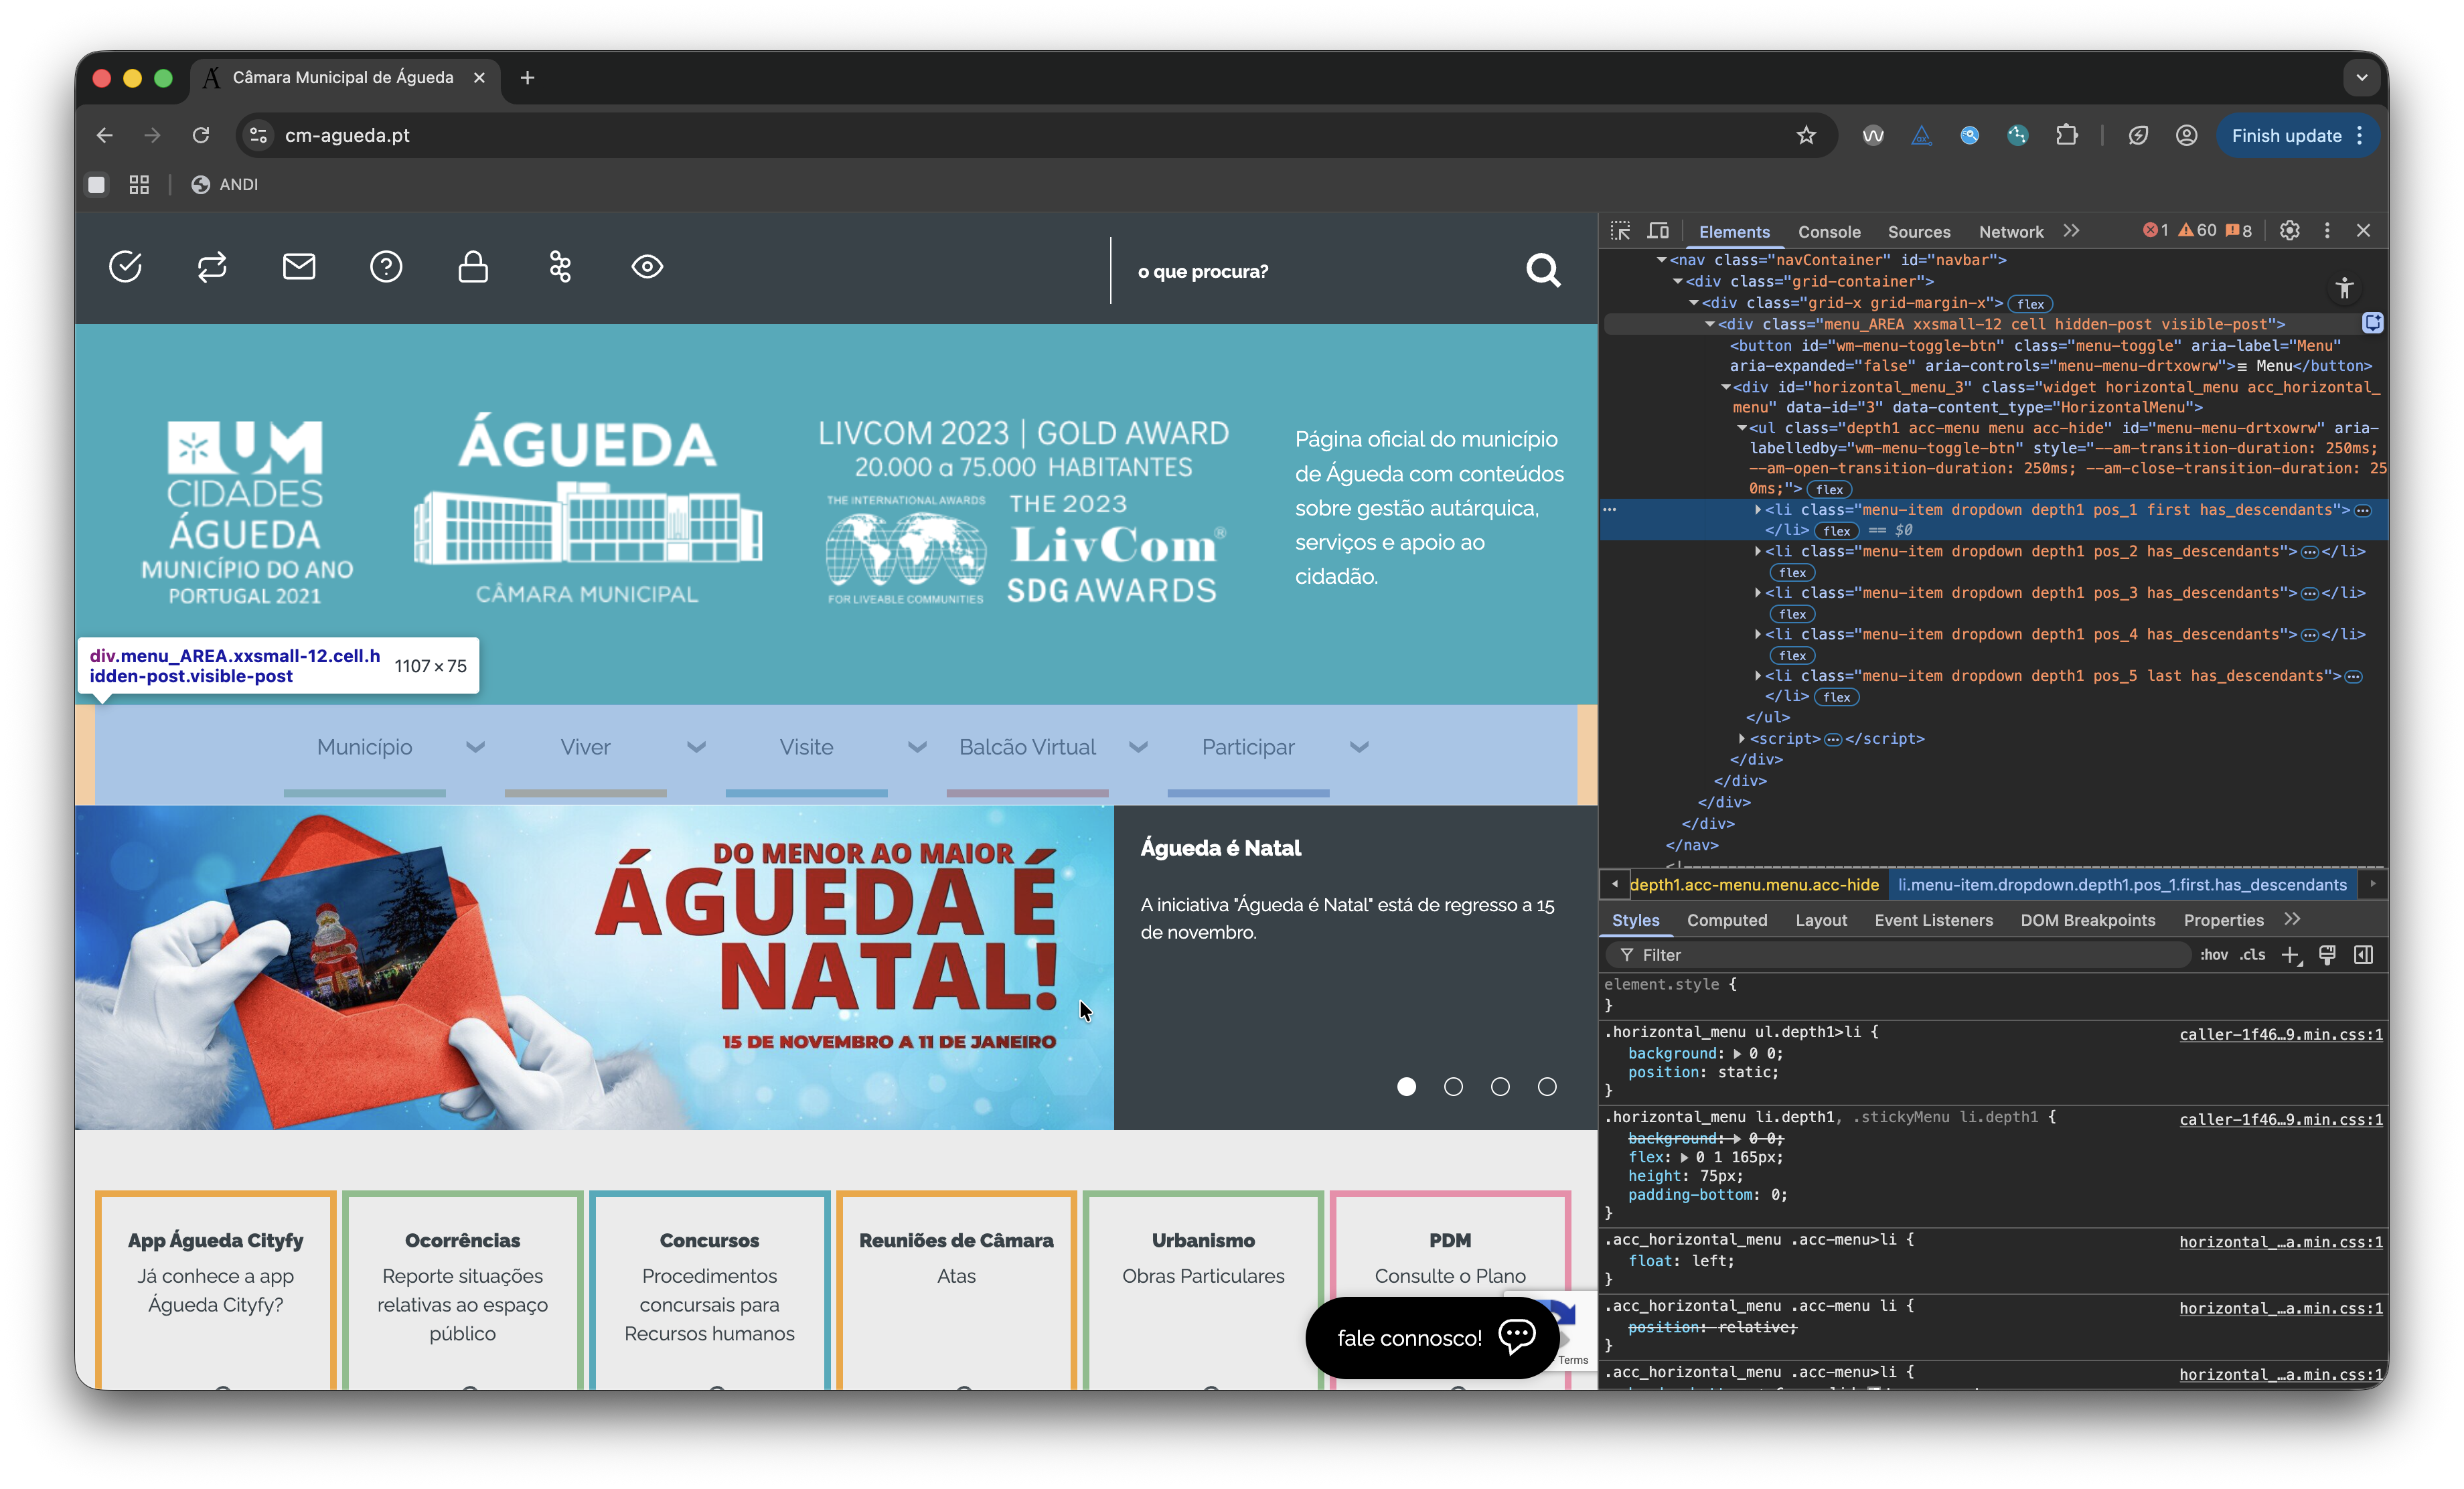 Câmara Municipal de Águeda
cm-agueda.pt
Finish update
ANDI
o que procura?
UM
CIDADES
ÁGUEDA
MUNICÍPIO DO ANO
PORTUGAL 2021
ÁGUEDA
CÂMARA MUNICIPAL
LIVCOM 2023 | GOLD AWARD
20.000 a 75.000 HABITANTES
THE INTERNATIONAL AWARDS
FOR LIVEABLE COMMUNITIES
THE 2023
LivCom®
SDG AWARDS
Página oficial do município
de Águeda com conteúdos
sobre gestão autárquica,
serviços e apoio ao
cidadão.
div.menu_AREA.xxsmall-12.cell.h
idden-post.visible-post
1107 × 75
Município
Viver
Visite
Balcão Virtual
Participar
DO MENOR AO MAIOR
ÁGUEDA É
NATAL!
15 DE NOVEMBRO A 11 DE JANEIRO
Águeda é Natal
A iniciativa "Águeda é Natal" está de regresso a 15
de novembro.
App Águeda Cityfy
Já conhece a app
Águeda Cityfy?
Ocorrências
Reporte situações
relativas ao espaço
público
Concursos
Procedimentos
concursais para
Recursos humanos
Reuniões de Câmara
Atas
Urbanismo
Obras Particulares
PDM
Consulte o Plano
fale connosco!
Terms
Elements Console Sources Network 1 60 8
<nav class="navContainer" id="navbar">
<div class="grid-container">
<div class="grid-x grid-margin-x"> flex
<div class="menu_AREA xxsmall-12 cell hidden-post visible-post">
<button id="wm-menu-toggle-btn" class="menu-toggle" aria-label="Menu"
aria-expanded="false" aria-controls="menu-menu-drtxowrw">≡ Menu</button>
<div id="horizontal_menu_3" class="widget horizontal_menu acc_horizontal_
menu" data-id="3" data-content_type="HorizontalMenu">
<ul class="depth1 acc-menu menu acc-hide" id="menu-menu-drtxowrw" aria-
labelledby="wm-menu-toggle-btn" style="--am-transition-duration: 250ms;
--am-open-transition-duration: 250ms; --am-close-transition-duration: 25
0ms;"> flex
<li class="menu-item dropdown depth1 pos_1 first has_descendants">
</li> flex == $0
<li class="menu-item dropdown depth1 pos_2 has_descendants"> </li>
flex
<li class="menu-item dropdown depth1 pos_3 has_descendants"> </li>
flex
<li class="menu-item dropdown depth1 pos_4 has_descendants"> </li>
flex
<li class="menu-item dropdown depth1 pos_5 last has_descendants">
</li> flex
</ul>
<script> </script>
</div>
</div>
</div>
</div>
</nav>
depth1.acc-menu.menu.acc-hide li.menu-item.dropdown.depth1.pos_1.first.has_descendants
Styles Computed Layout Event Listeners DOM Breakpoints Properties
Filter :hov .cls
element.style {
}
.horizontal_menu ul.depth1>li { caller-1f46…9.min.css:1
background: 0 0;
position: static;
}
.horizontal_menu li.depth1, .stickyMenu li.depth1 { caller-1f46…9.min.css:1
background: 0 0;
flex: 0 1 165px;
height: 75px;
padding-bottom: 0;
}
.acc_horizontal_menu .acc-menu>li { horizontal_…a.min.css:1
float: left;
}
.acc_horizontal_menu .acc-menu li { horizontal_…a.min.css:1
position: relative;
}
.acc_horizontal_menu .acc-menu>li { horizontal_…a.min.css:1